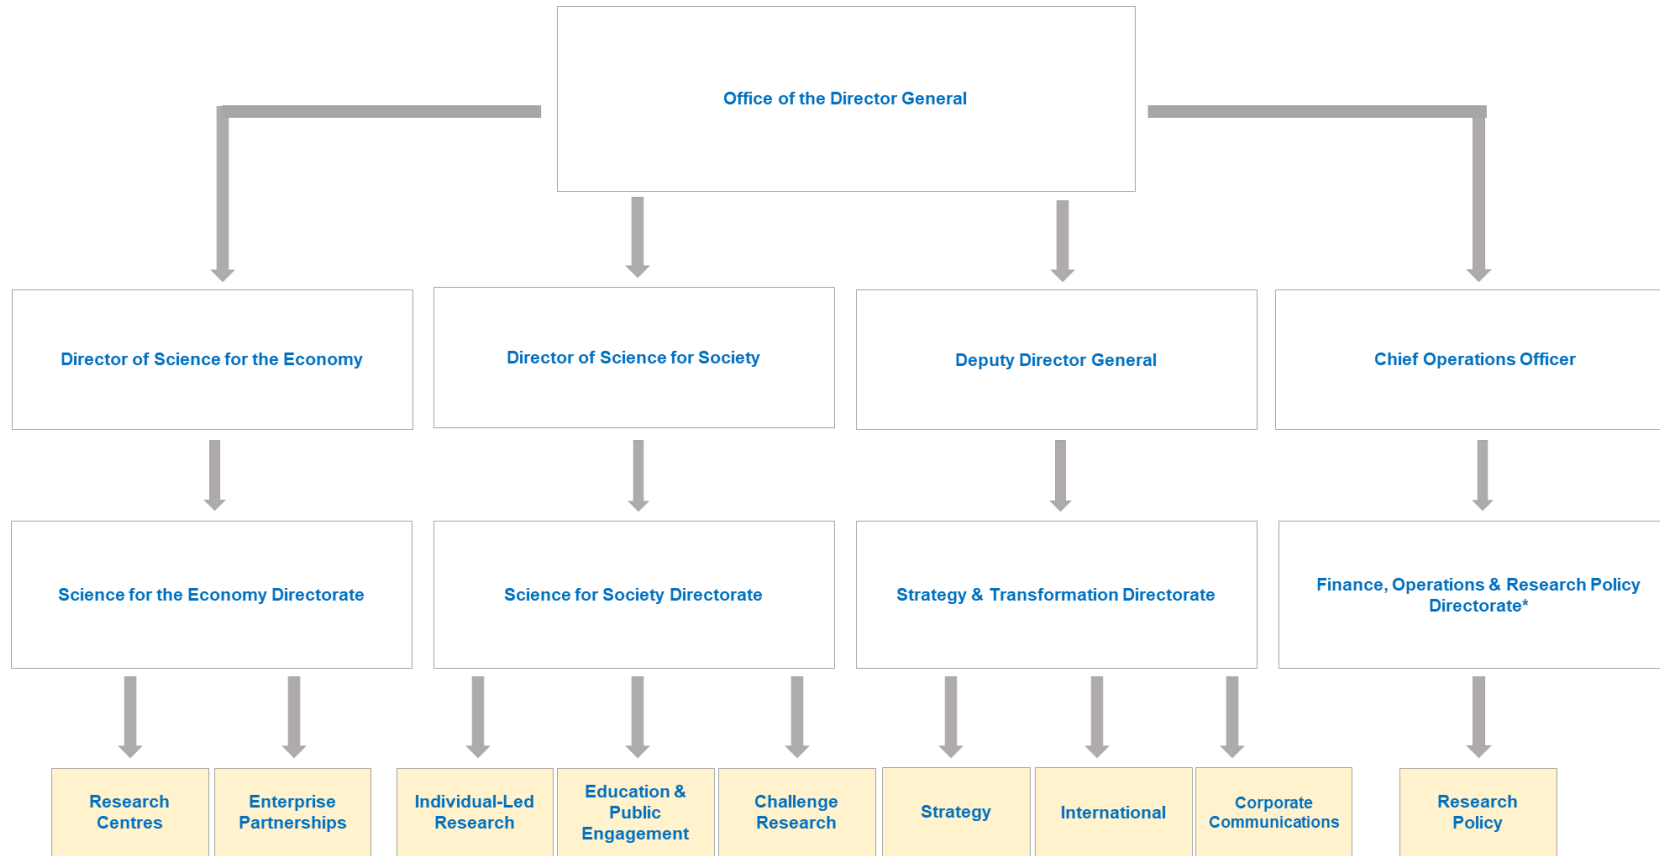 Office of the Director General
Director of Science for the Economy
Director of Science for Society
Deputy Director General
Chief Operations Officer
Science for the Economy Directorate
Science for Society Directorate
Strategy & Transformation Directorate
Finance, Operations & Research Policy
Directorate*
Research
Centres
Enterprise
Partnerships
Individual-Led
Research
Education &
Public
Engagement
Challenge
Research
Strategy
International
Corporate
Communications
Research
Policy